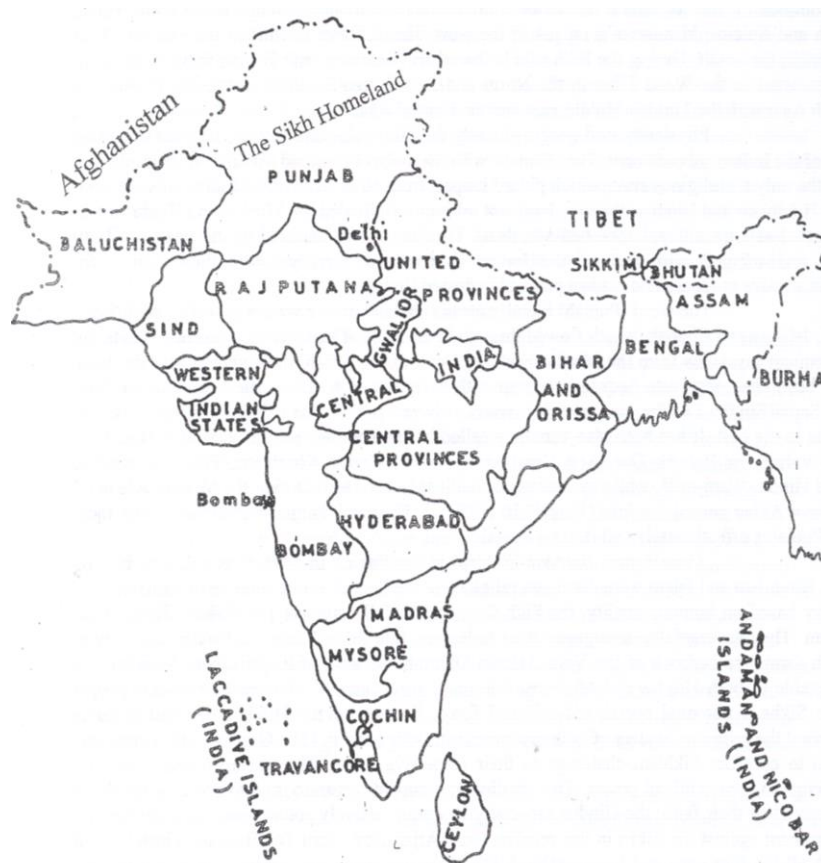 Afghanistan
The Sikh Homeland
PUNJAB
TIBET
Delhi
BALUCHISTAN
UNITED
PROVINCES
SIKKIM
BHUTAN
RAJPUTANA
ASSAM
SIND
GWALIOR
INDIA
BIHAR
AND
ORISSA
BENGAL
BURMA
WESTERN
INDIAN
STATES
CENTRAL
CENTRAL
PROVINCES
Bombay
HYDERABAD
BOMBAY
MADRAS
MYSORE
LACCADIVE ISLANDS
(INDIA)
COCHIN
TRAVANCORE
CEYLON
ANDAMAN AND NICOBAR
ISLANDS (INDIA)